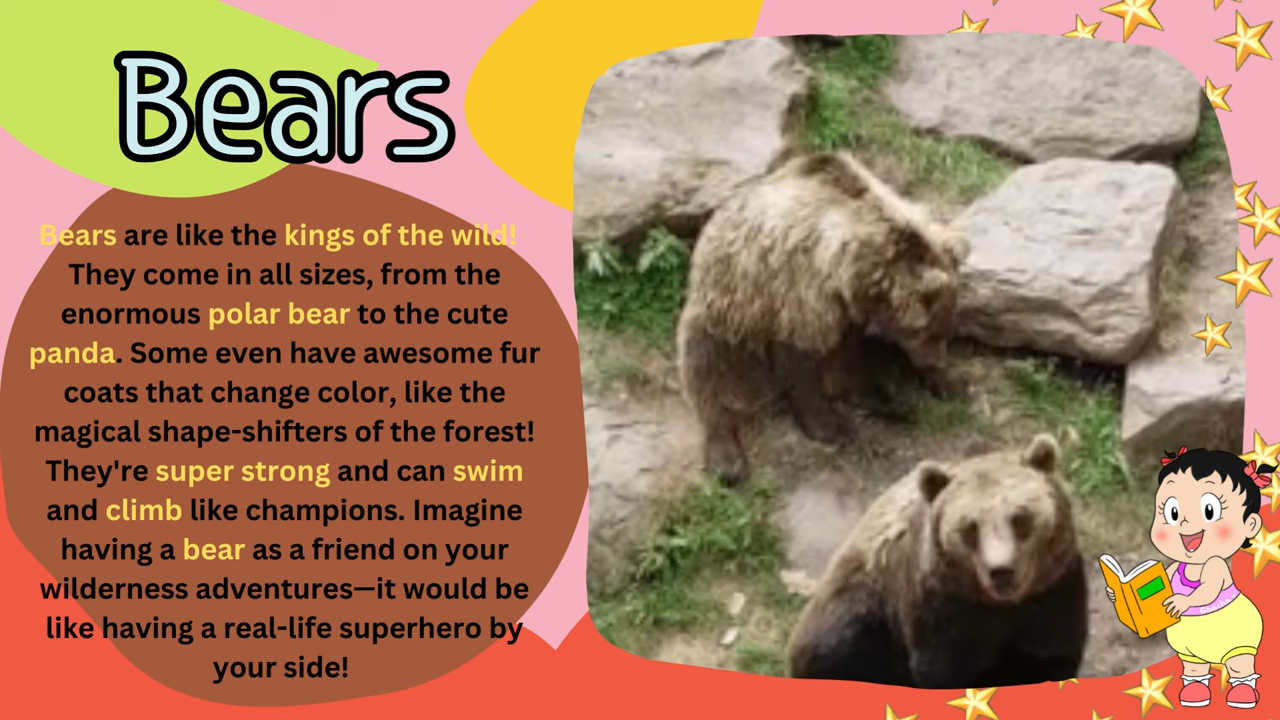 Bears
Bears are like the kings of the wild!
They come in all sizes, from the
enormous polar bear to the cute
panda. Some even have awesome fur
coats that change color, like the
magical shape-shifters of the forest!
They're super strong and can swim
and climb like champions. Imagine
having a bear as a friend on your
wilderness adventures—it would be
like having a real-life superhero by
your side!